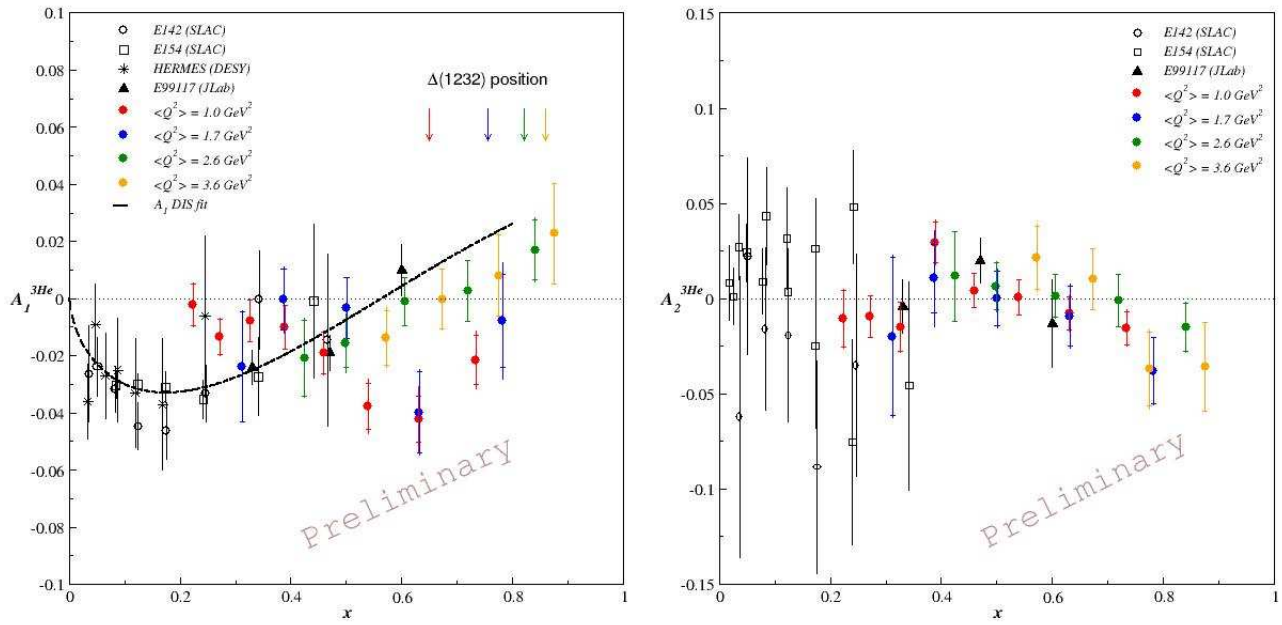 0.1
0.08
0.06
0.04
0.02
0
-0.02
-0.04
-0.06
-0.08
-0.1
A₁ ³He
E142 (SLAC)
E154 (SLAC)
HERMES (DESY)
E99117 (JLab)
<Q²> = 1.0 GeV²
<Q²> = 1.7 GeV²
<Q²> = 2.6 GeV²
<Q²> = 3.6 GeV²
A₁ DIS fit
Δ(1232) position
Preliminary
0 0.2 0.4 0.6 0.8 1
x
0.15
0.1
0.05
0
-0.05
-0.1
-0.15
A₂ ³He
E142 (SLAC)
E154 (SLAC)
E99117 (JLab)
<Q²> = 1.0 GeV²
<Q²> = 1.7 GeV²
<Q²> = 2.6 GeV²
<Q²> = 3.6 GeV²
Preliminary
0 0.2 0.4 0.6 0.8 1
x